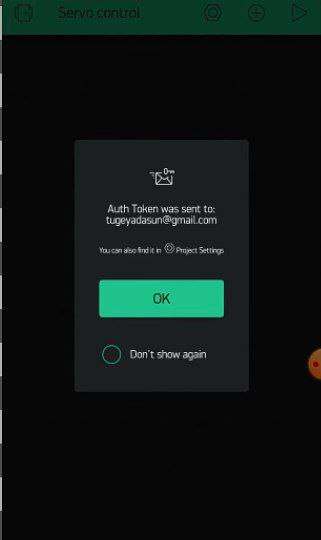 Servo control
Auth Token was sent to:
tugeyadasun@gmail.com
You can also find it in Project Settings
OK
Don't show again